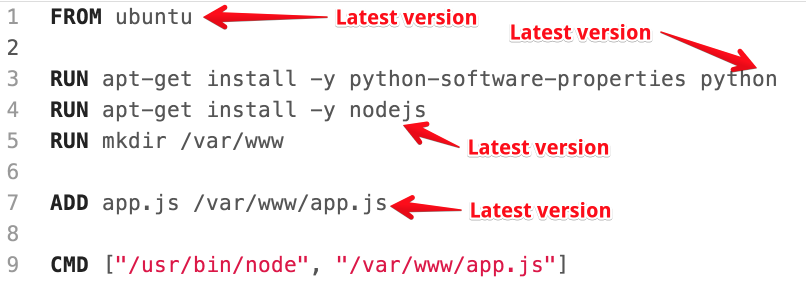 1 FROM ubuntu Latest version
2 Latest version
3 RUN apt-get install -y python-software-properties python
4 RUN apt-get install -y nodejs
5 RUN mkdir /var/www Latest version
6
7 ADD app.js /var/www/app.js Latest version
8
9 CMD ["/usr/bin/node", "/var/www/app.js"]